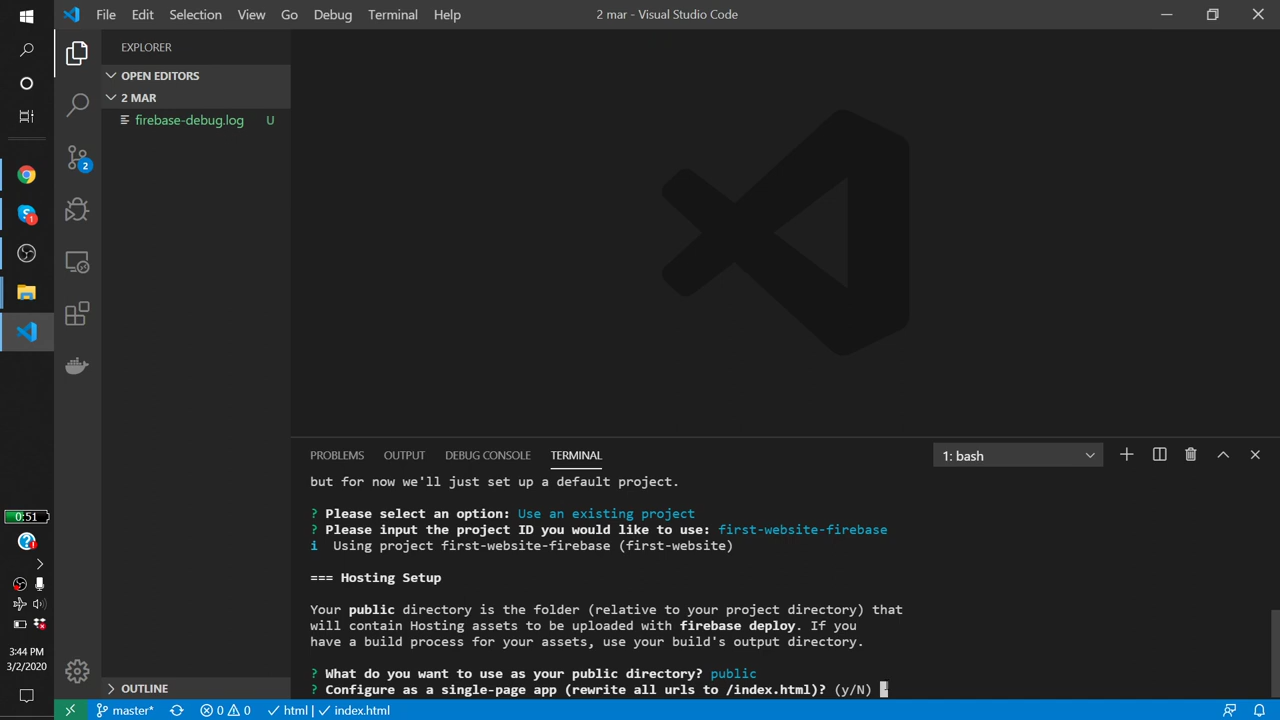 File Edit Selection View Go Debug Terminal Help
2 mar - Visual Studio Code
EXPLORER
OPEN EDITORS
2 MAR
firebase-debug.log U
2
1
OUTLINE
PROBLEMS OUTPUT DEBUG CONSOLE TERMINAL
1: bash
but for now we'll just set up a default project.
? Please select an option: Use an existing project
? Please input the project ID you would like to use: first-website-firebase
i Using project first-website-firebase (first-website)
=== Hosting Setup
Your public directory is the folder (relative to your project directory) that
will contain Hosting assets to be uploaded with firebase deploy. If you
have a build process for your assets, use your build's output directory.
? What do you want to use as your public directory? public
? Configure as a single-page app (rewrite all urls to /index.html)? (y/N)
0:51
3:44 PM
3/2/2020
master* 0 0 html | index.html